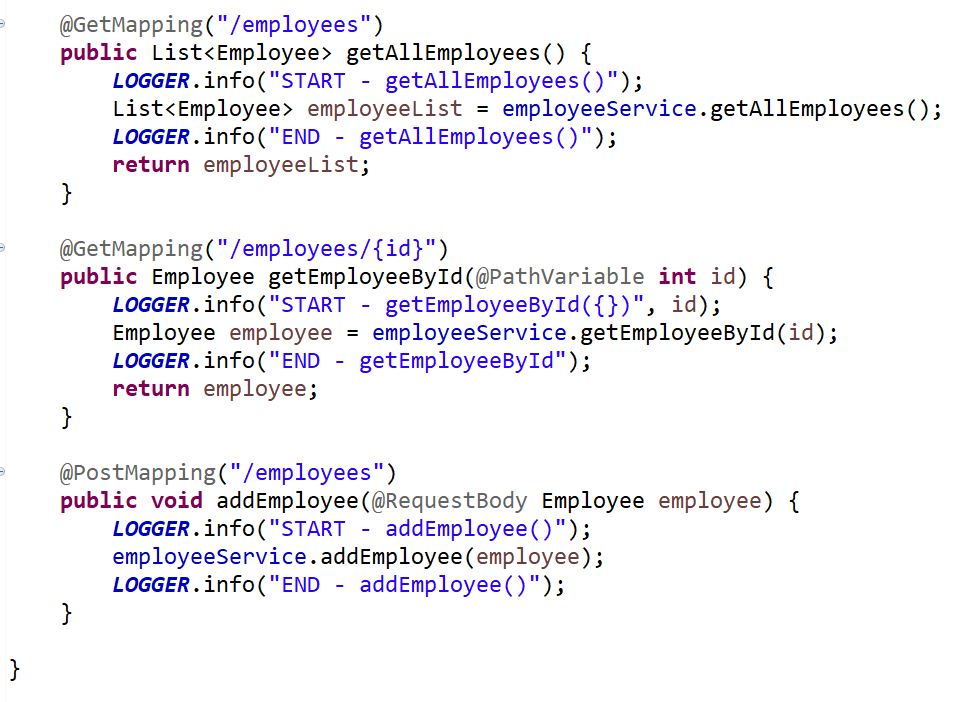 @GetMapping("/employees")
public List<Employee> getAllEmployees() {
LOGGER.info("START - getAllEmployees()");
List<Employee> employeeList = employeeService.getAllEmployees();
LOGGER.info("END - getAllEmployees()");
return employeeList;
}
@GetMapping("/employees/{id}")
public Employee getEmployeeById(@PathVariable int id) {
LOGGER.info("START - getEmployeeById({})", id);
Employee employee = employeeService.getEmployeeById(id);
LOGGER.info("END - getEmployeeById");
return employee;
}
@PostMapping("/employees")
public void addEmployee(@RequestBody Employee employee) {
LOGGER.info("START - addEmployee()");
employeeService.addEmployee(employee);
LOGGER.info("END - addEmployee()");
}
}